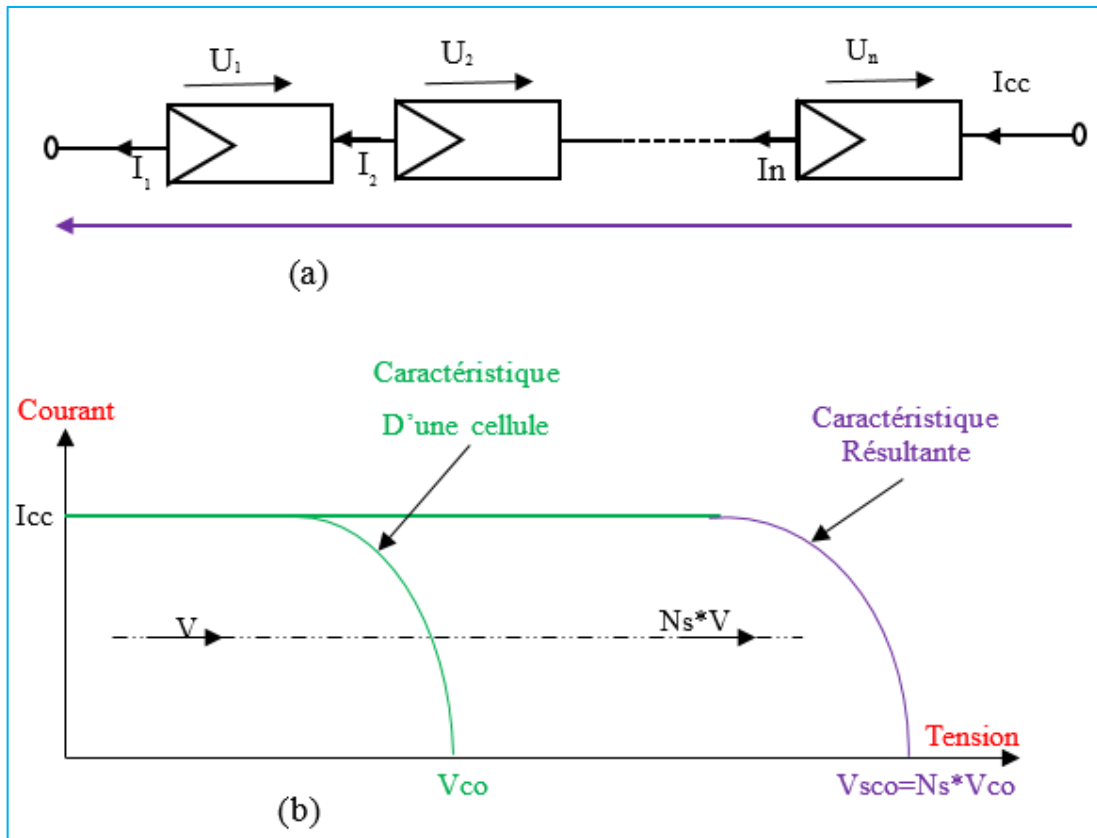 U₁
U₂
Uₙ
Icc
I₁
I₂
In
(a)
Caractéristique
D'une cellule
Courant
Caractéristique
Résultante
Icc
V
Ns*V
Tension
Vco
Vsco=Ns*Vco
(b)